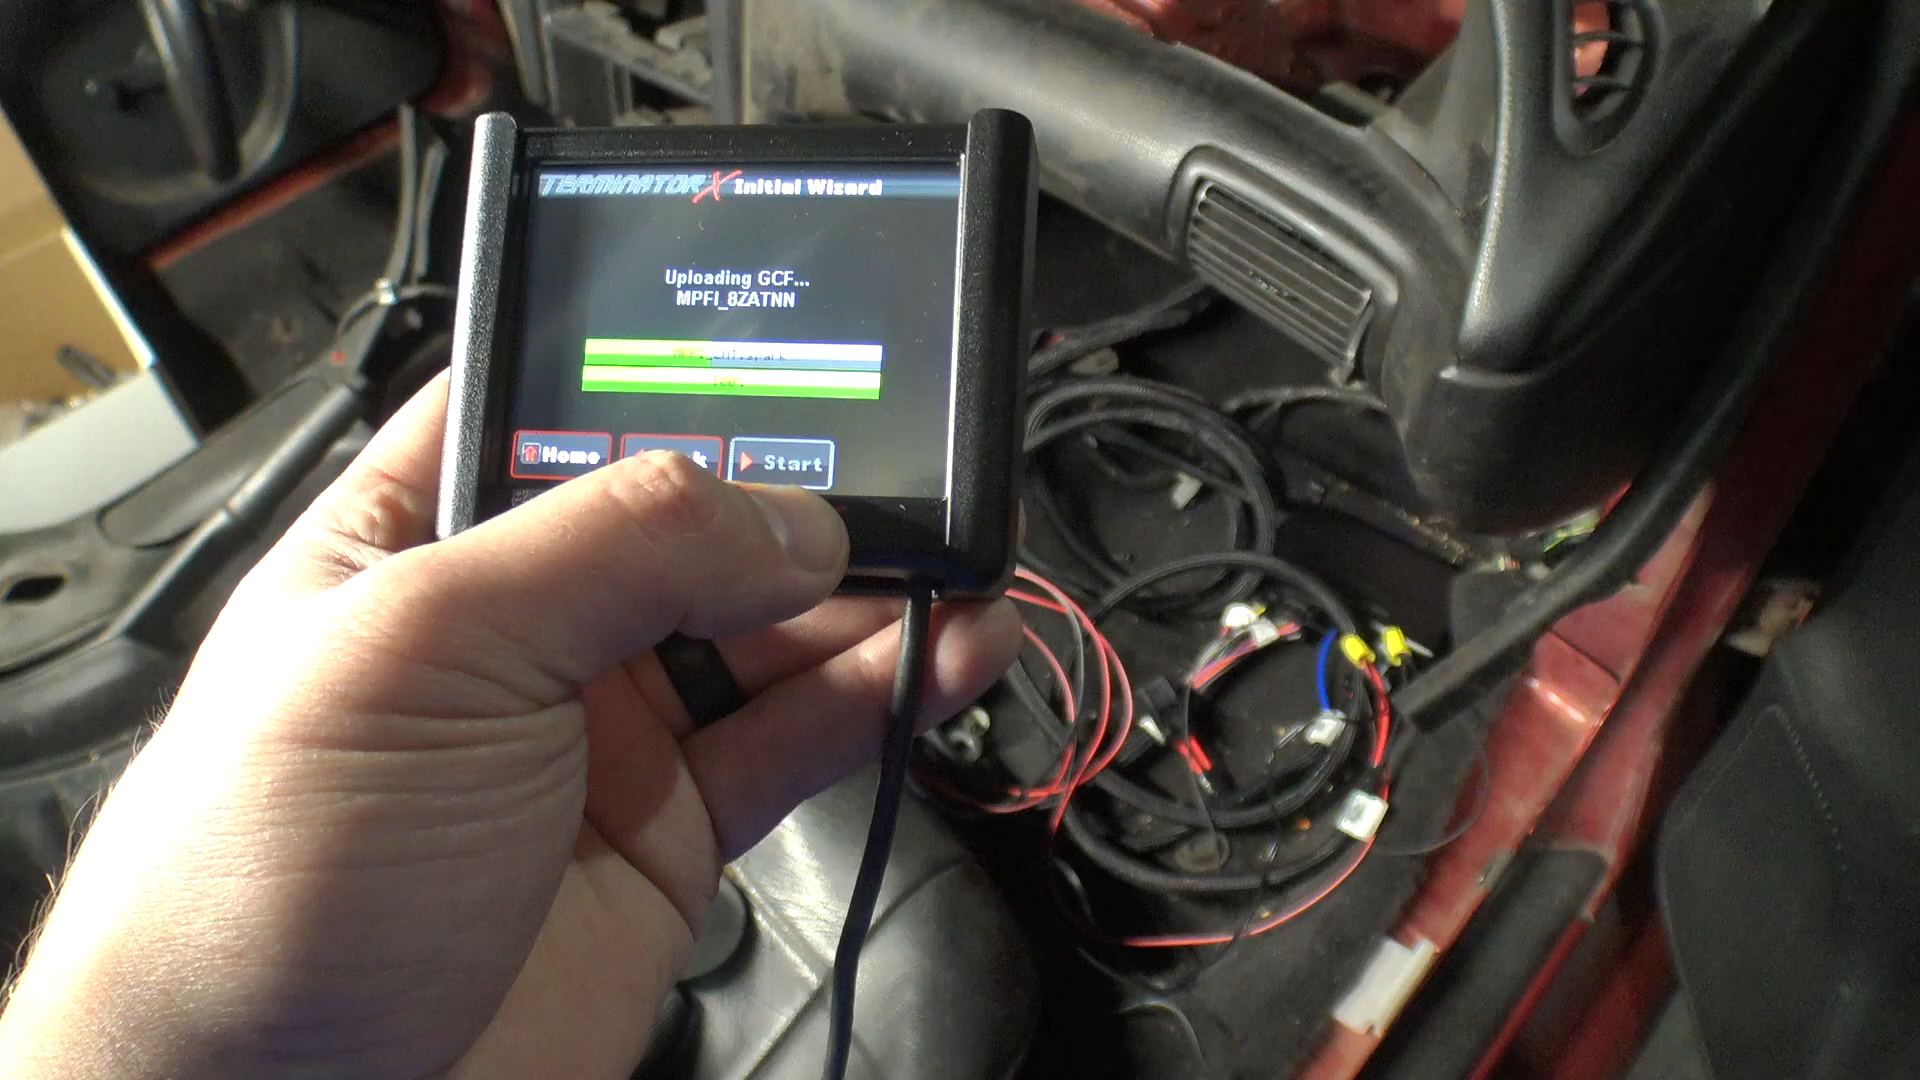 TERMINATOR X Initial Wizard
Uploading GCF...
MPFI_8ZATNN
Home
Start